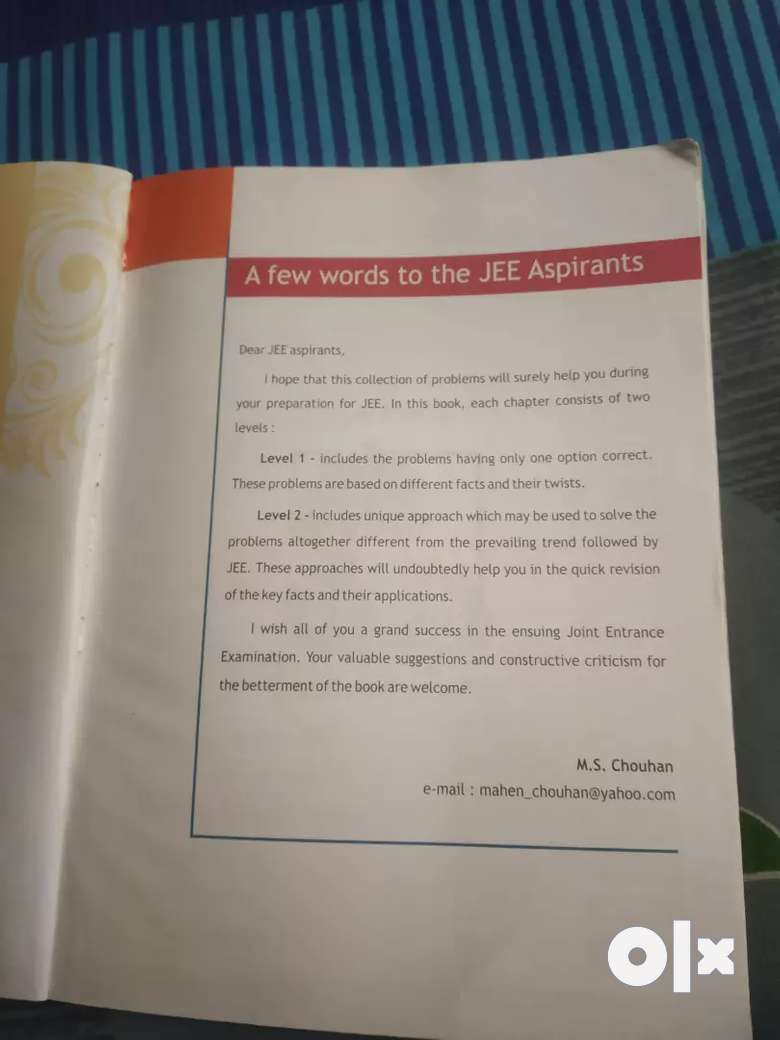 A few words to the JEE Aspirants
Dear JEE aspirants,
I hope that this collection of problems will surely help you during
your preparation for JEE. In this book, each chapter consists of two
levels :
Level 1 - includes the problems having only one option correct.
These problems are based on different facts and their twists.
Level 2 - includes unique approach which may be used to solve the
problems altogether different from the prevailing trend followed by
JEE. These approaches will undoubtedly help you in the quick revision
of the key facts and their applications.
I wish all of you a grand success in the ensuing Joint Entrance
Examination. Your valuable suggestions and constructive criticism for
the betterment of the book are welcome.
M.S. Chouhan
e-mail : mahen_chouhan@yahoo.com
olx